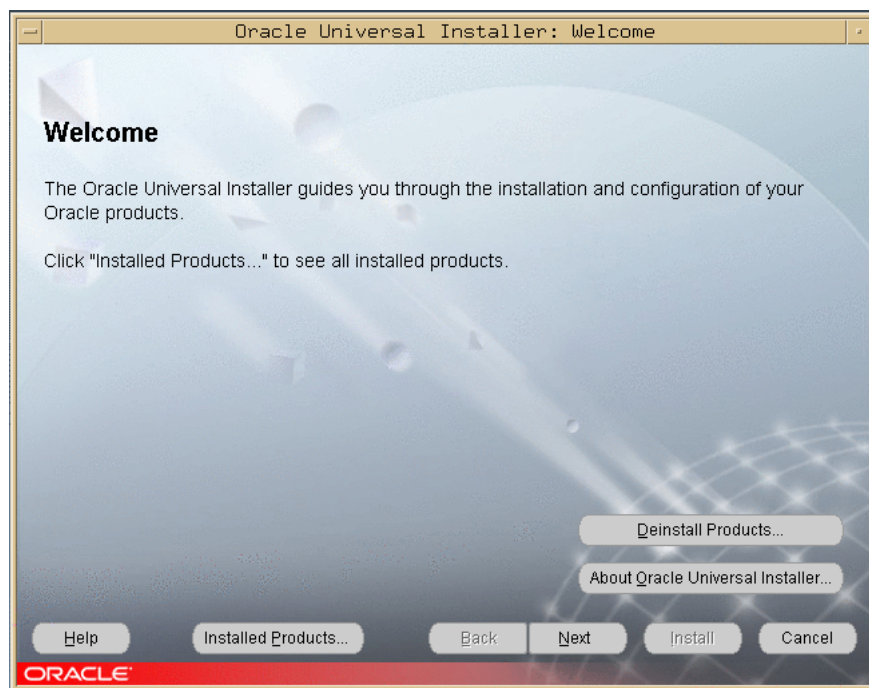 Oracle Universal Installer: Welcome
Welcome
The Oracle Universal Installer guides you through the installation and configuration of your
Oracle products.
Click "Installed Products..." to see all installed products.
Deinstall Products...
About Oracle Universal Installer...
Help Installed Products... Back Next Install Cancel
ORACLE